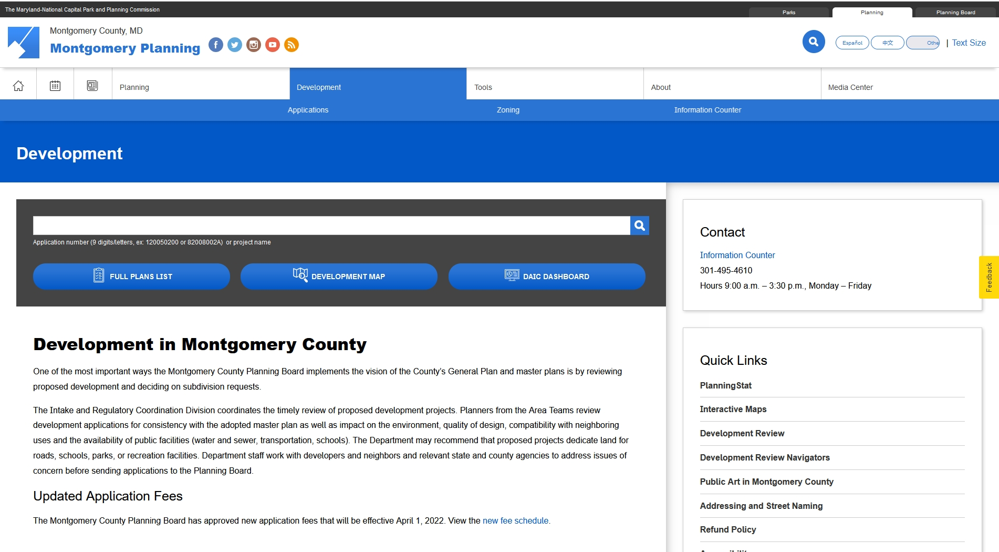 The Maryland-National Capital Park and Planning Commission
Parks
Planning
Planning Board
Montgomery County, MD
Montgomery Planning
Español
中文
Othe
| Text Size
Planning
Development
Tools
About
Media Center
Applications
Zoning
Information Counter
Development
Application number (9 digits/letters, ex: 120050200 or 82008002A) or project name
FULL PLANS LIST
DEVELOPMENT MAP
DAIC DASHBOARD
Development in Montgomery County
One of the most important ways the Montgomery County Planning Board implements the vision of the County’s General Plan and master plans is by reviewing
proposed development and deciding on subdivision requests.
The Intake and Regulatory Coordination Division coordinates the timely review of proposed development projects. Planners from the Area Teams review
development applications for consistency with the adopted master plan as well as impact on the environment, quality of design, compatibility with neighboring
uses and the availability of public facilities (water and sewer, transportation, schools). The Department may recommend that proposed projects dedicate land for
roads, schools, parks, or recreation facilities. Department staff work with developers and neighbors and relevant state and county agencies to address issues of
concern before sending applications to the Planning Board.
Updated Application Fees
The Montgomery County Planning Board has approved new application fees that will be effective April 1, 2022. View the new fee schedule.
Contact
Information Counter
301-495-4610
Hours 9:00 a.m. – 3:30 p.m., Monday – Friday
Feedback
Quick Links
PlanningStat
Interactive Maps
Development Review
Development Review Navigators
Public Art in Montgomery County
Addressing and Street Naming
Refund Policy